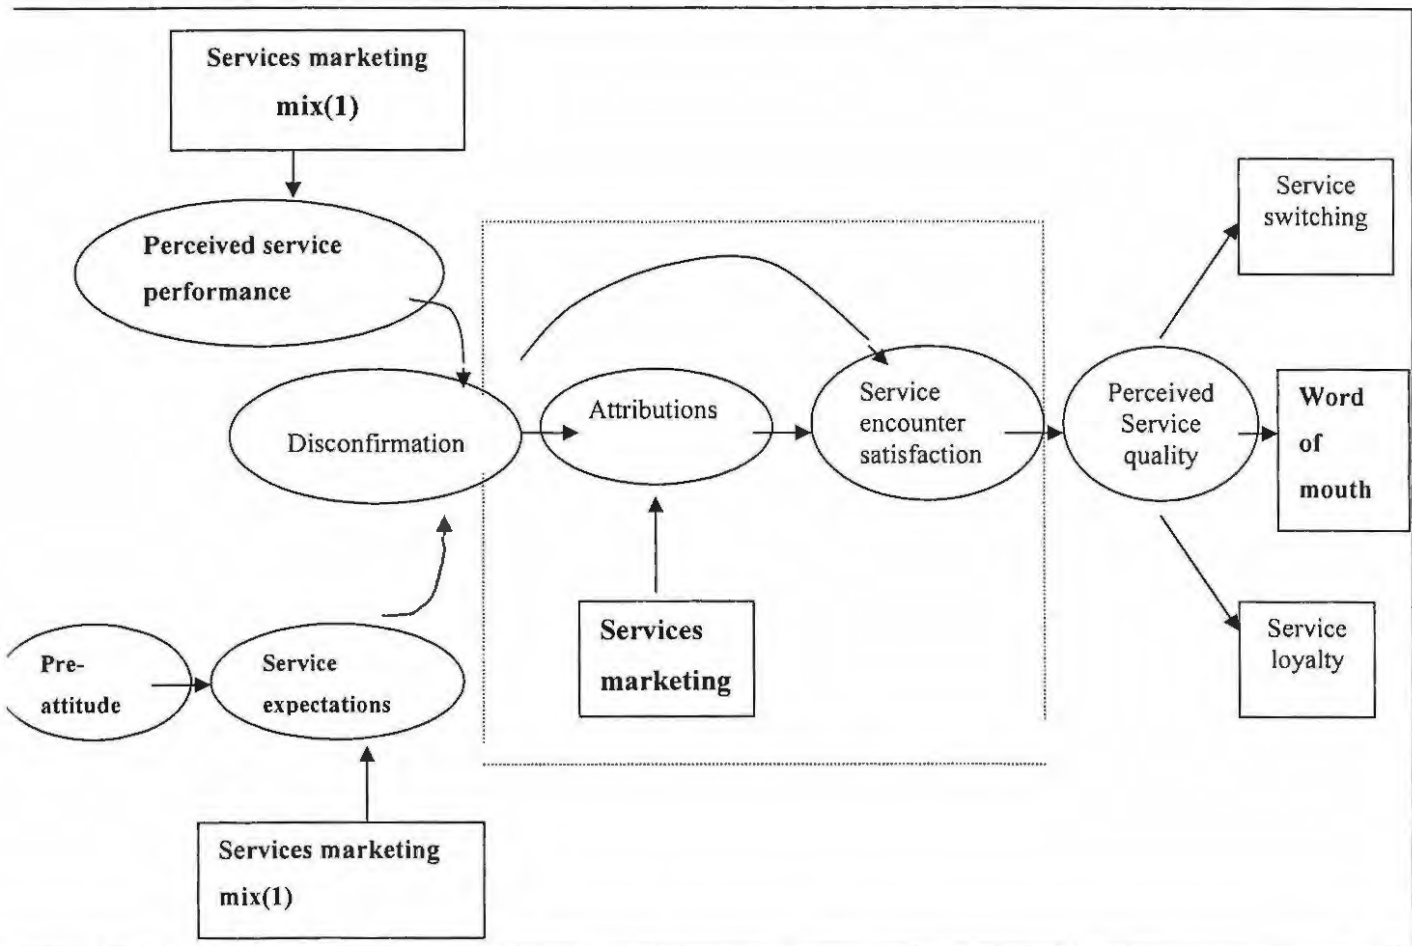 Services marketing
mix(1)
Perceived service
performance
Disconfirmation
Attributions
Service
encounter
satisfaction
Perceived
Service
quality
Service
switching
Word
of
mouth
Service
loyalty
Services
marketing
Pre-
attitude
Service
expectations
Services marketing
mix(1)